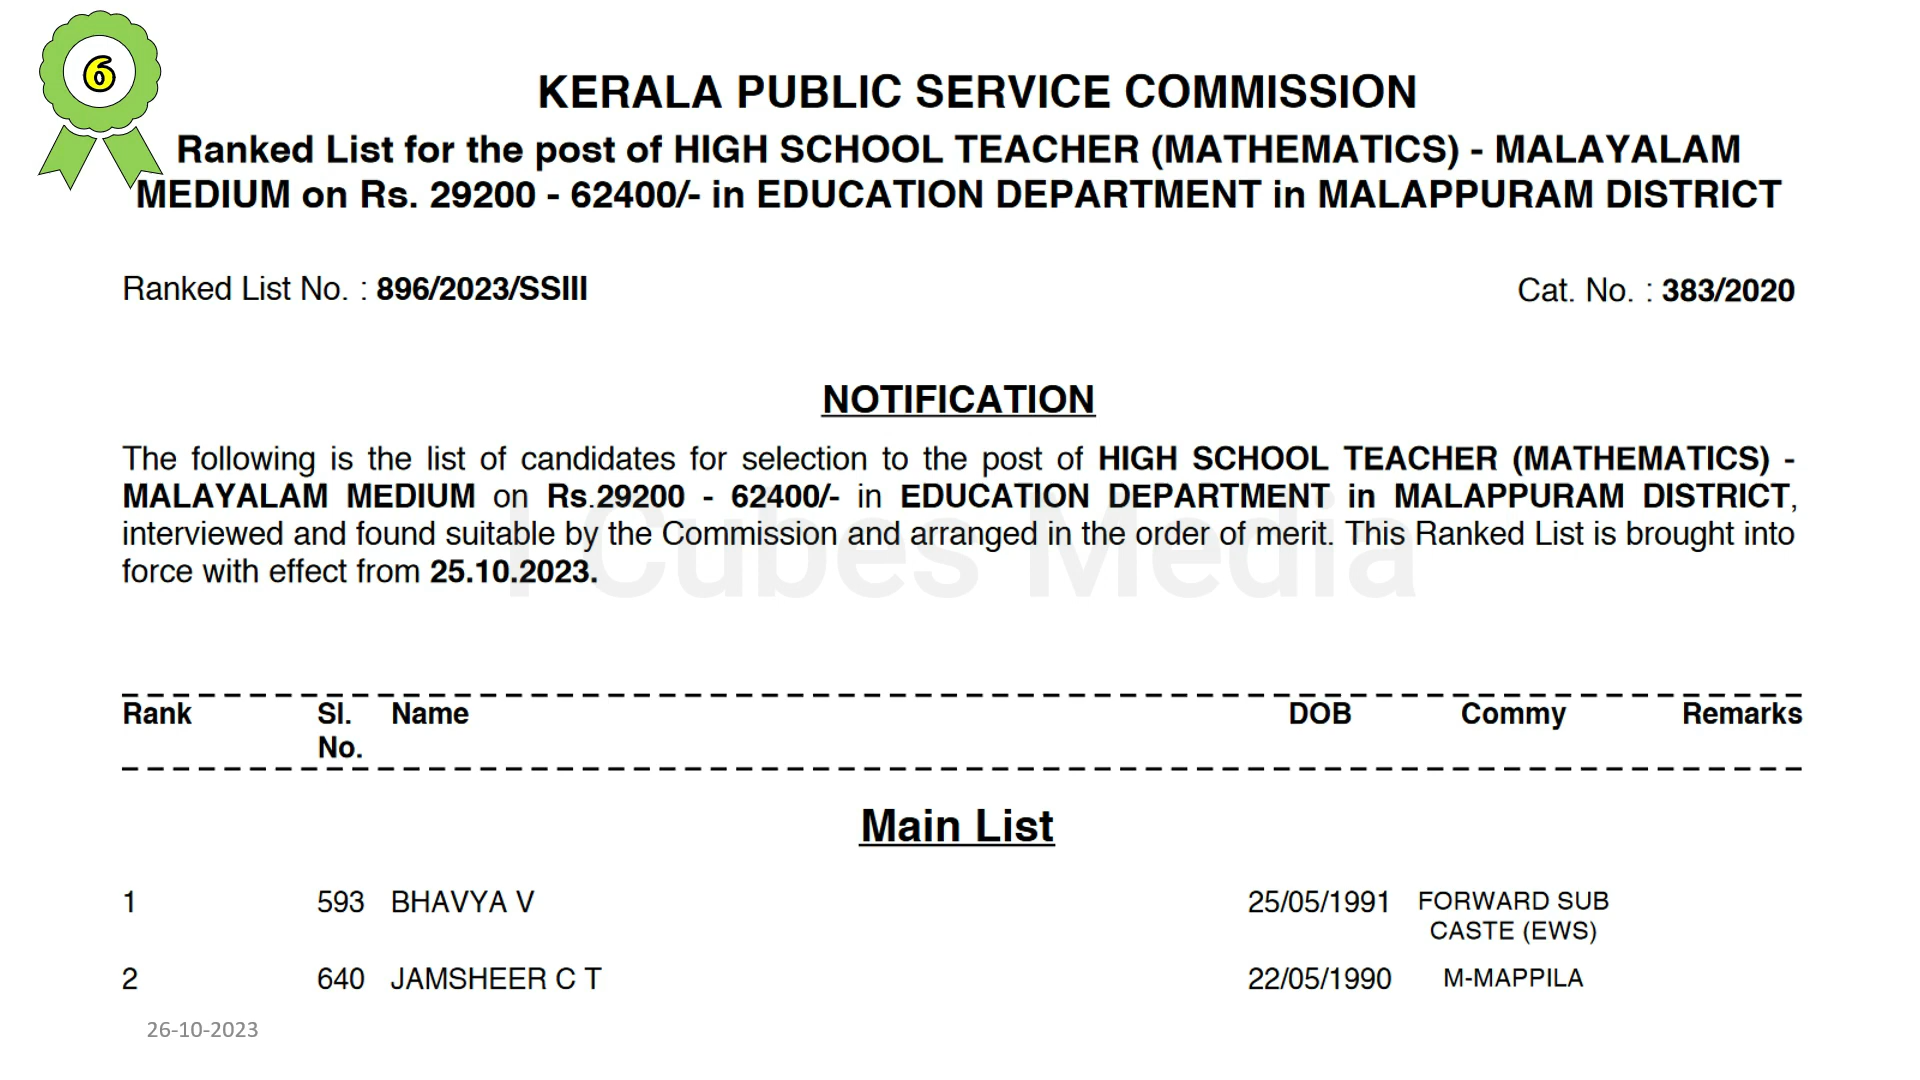 6
KERALA PUBLIC SERVICE COMMISSION
Ranked List for the post of HIGH SCHOOL TEACHER (MATHEMATICS) - MALAYALAM
MEDIUM on Rs. 29200 - 62400/- in EDUCATION DEPARTMENT in MALAPPURAM DISTRICT
Ranked List No. : 896/2023/SSIII Cat. No. : 383/2020
NOTIFICATION
The following is the list of candidates for selection to the post of HIGH SCHOOL TEACHER (MATHEMATICS) -
MALAYALAM MEDIUM on Rs.29200 - 62400/- in EDUCATION DEPARTMENT in MALAPPURAM DISTRICT,
interviewed and found suitable by the Commission and arranged in the order of merit. This Ranked List is brought into
force with effect from 25.10.2023.
I Cubes Media
Rank Sl. Name DOB Commy Remarks
No.
Main List
1 593 BHAVYA V 25/05/1991 FORWARD SUB
CASTE (EWS)
2 640 JAMSHEER C T 22/05/1990 M-MAPPILA
26-10-2023